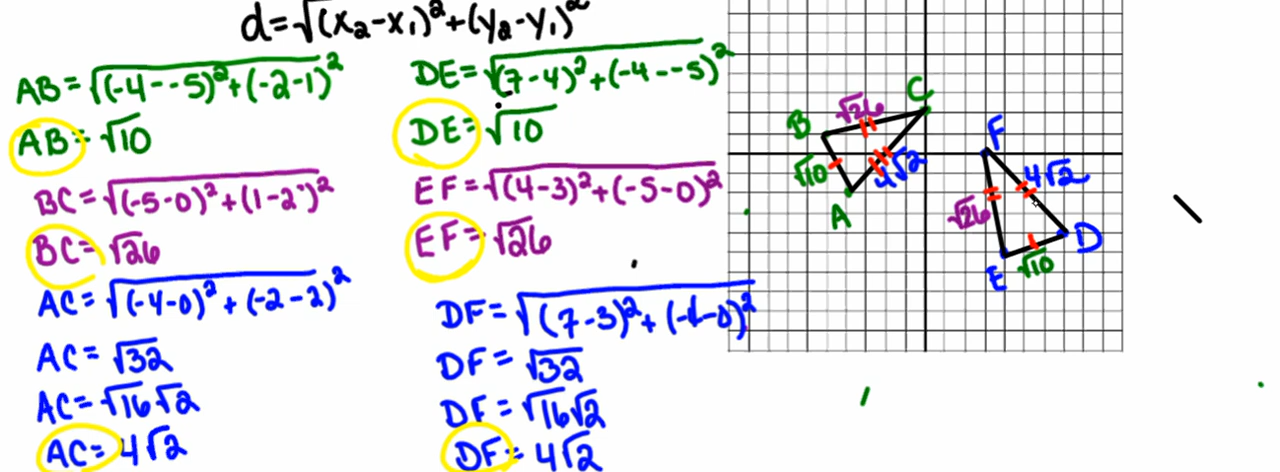 d=√(x₂-x₁)²+(y₂-y₁)²
AB=√(-4--5)²+(-2-1)²
AB=√10
BC=√(-5-0)²+(1-2)²
BC=√26
AC=√(-4-0)²+(-2-2)²
AC=√32
AC=√16√2
AC=4√2
DE=√(7-4)²+(-4--5)²
DE=√10
EF=√(4-3)²+(-5-0)²
EF=√26
DF=√(7-3)²+(-4-0)²
DF=√32
DF=√16√2
DF=4√2
C
√26
B
F
√10
4√2
4√2
A
√26
D
E
√10